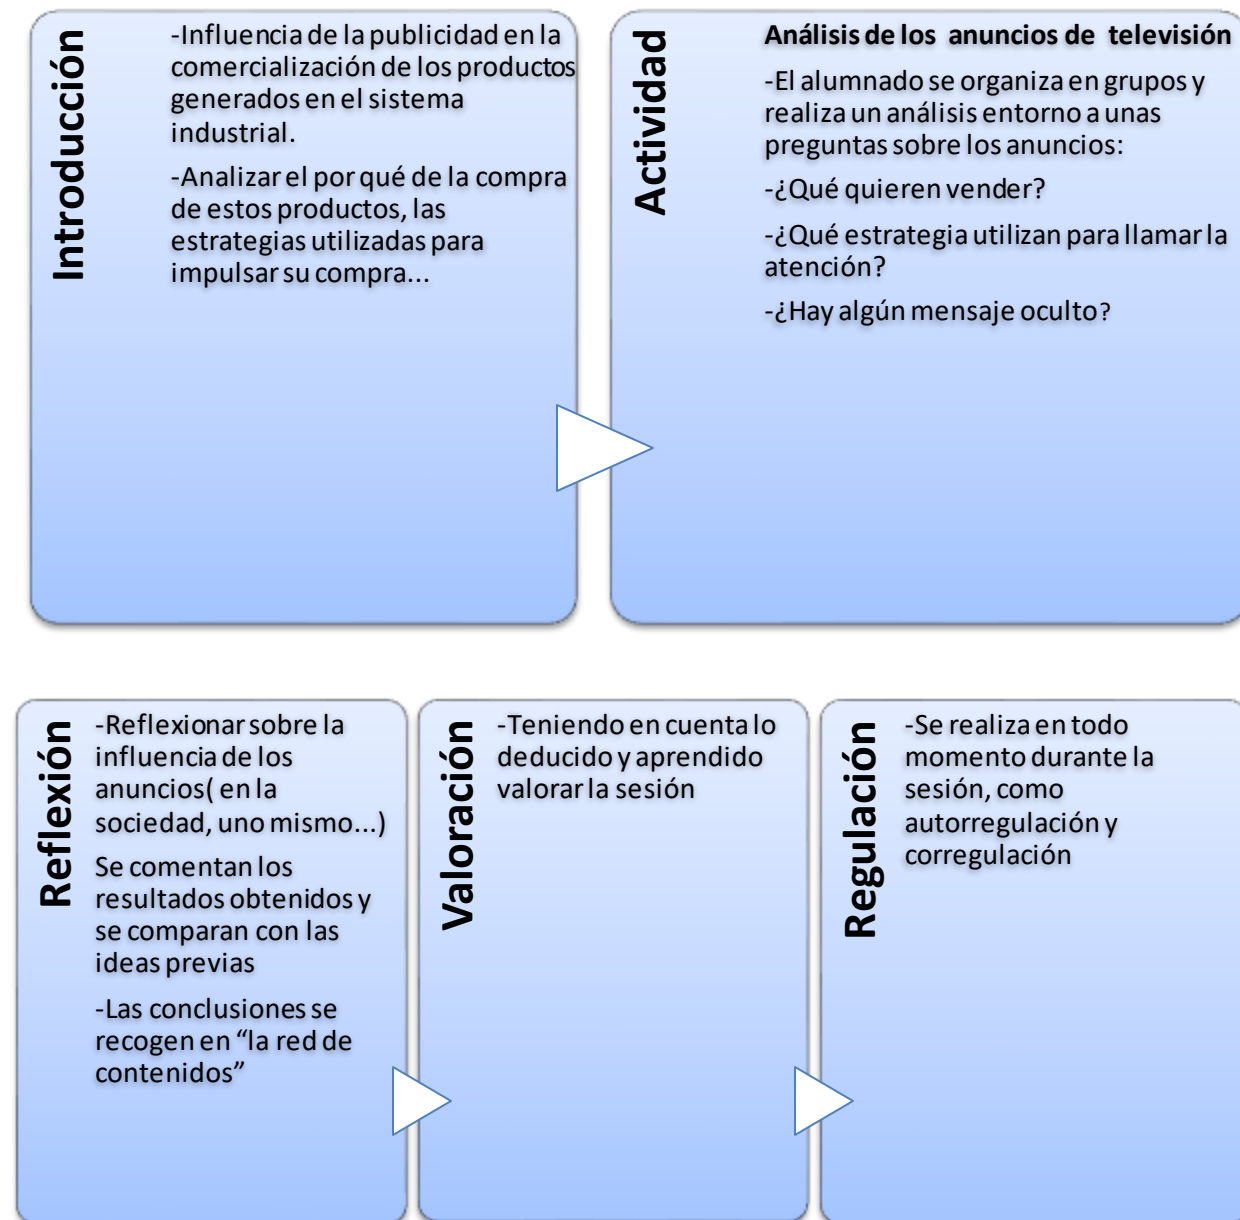 Introducción
-Influencia de la publicidad en la
comercialización de los productos
generados en el sistema
industrial.
-Analizar el por qué de la compra
de estos productos, las
estrategias utilizadas para
impulsar su compra...
Actividad
Análisis de los anuncios de televisión
-El alumnado se organiza en grupos y
realiza un análisis entorno a unas
preguntas sobre los anuncios:
-¿Qué quieren vender?
-¿Qué estrategia utilizan para llamar la
atención?
-¿Hay algún mensaje oculto?
Reflexión
-Reflexionar sobre la
influencia de los
anuncios( en la
sociedad, uno mismo...)
Se comentan los
resultados obtenidos y
se comparan con las
ideas previas
-Las conclusiones se
recogen en “la red de
contenidos”
Valoración
-Teniendo en cuenta lo
deducido y aprendido
valorar la sesión
Regulación
-Se realiza en todo
momento durante la
sesión, como
autorregulación y
corregulación